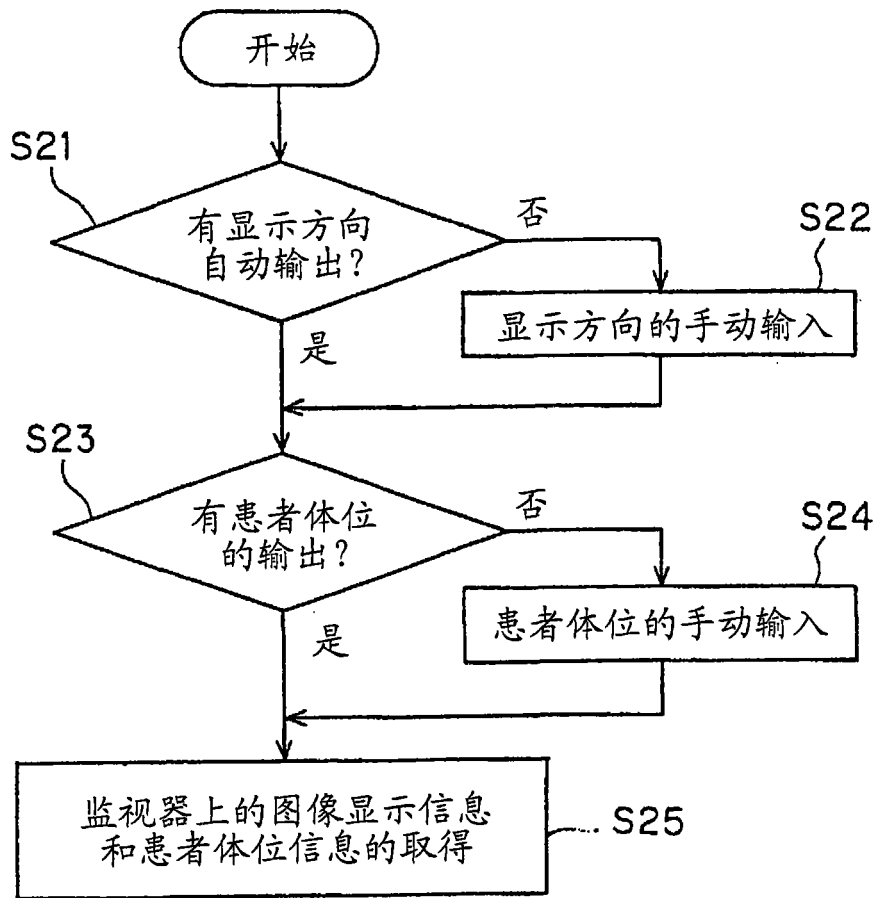 开始
S21
有显示方向
自动输出?
否
S22
显示方向的手动输入
是
S23
有患者体位
的输出?
否
S24
患者体位的手动输入
是
监视器上的图像显示信息
和患者体位信息的取得
S25